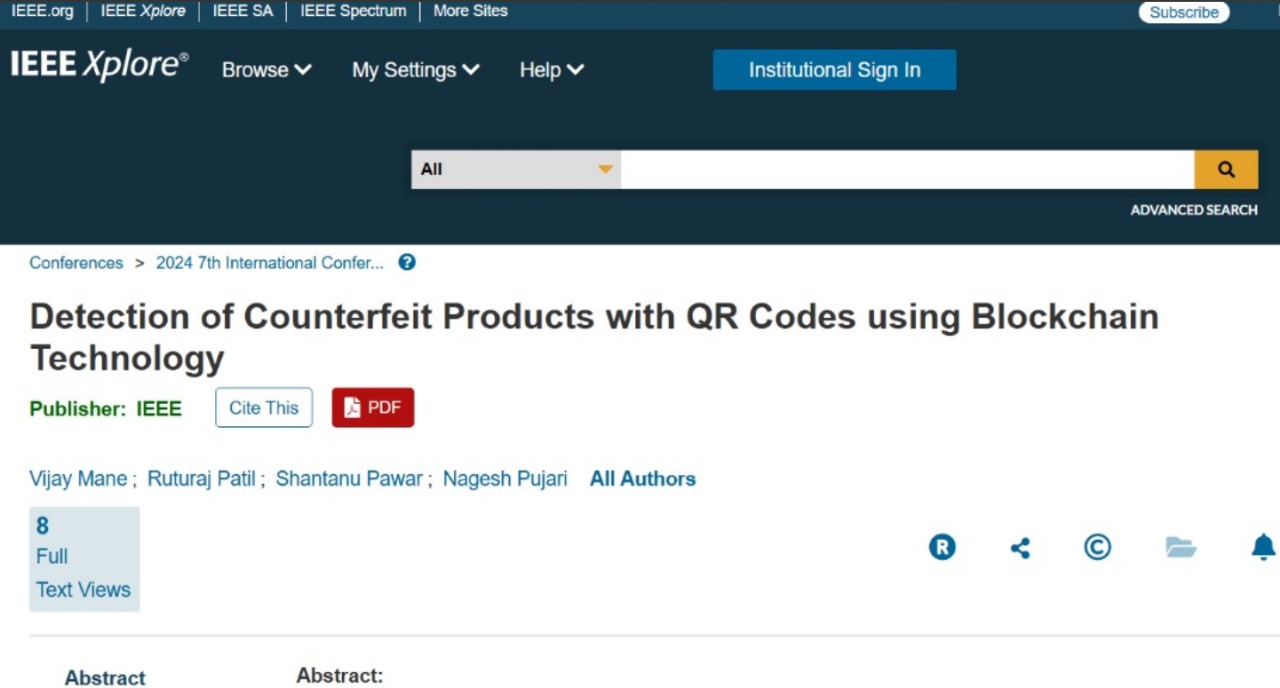 IEEE.org | IEEE Xplore | IEEE SA | IEEE Spectrum | More Sites Subscribe
IEEE Xplore® Browse My Settings Help Institutional Sign In
All
ADVANCED SEARCH
Conferences > 2024 7th International Confer... ?
Detection of Counterfeit Products with QR Codes using Blockchain
Technology
Publisher: IEEE Cite This PDF
Vijay Mane ; Ruturaj Patil ; Shantanu Pawar ; Nagesh Pujari All Authors
8
Full
Text Views
R ©
Abstract Abstract: